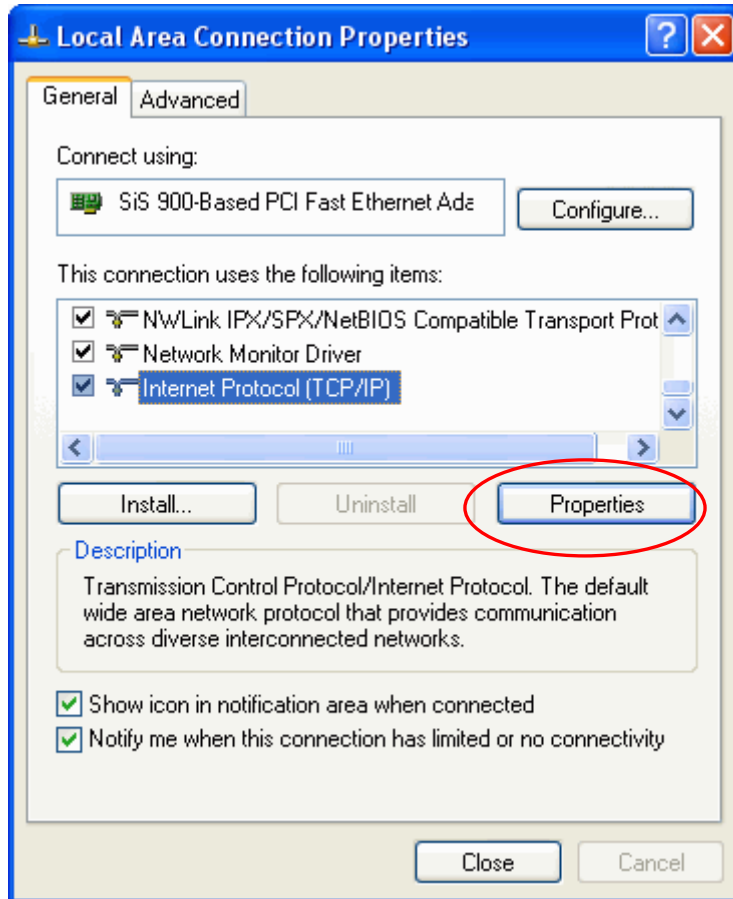 Local Area Connection Properties
General Advanced
Connect using:
SiS 900-Based PCI Fast Ethernet Ada
Configure...
This connection uses the following items:
NWLink IPX/SPX/NetBIOS Compatible Transport Prot
Network Monitor Driver
Internet Protocol (TCP/IP)
Install... Uninstall Properties
Description
Transmission Control Protocol/Internet Protocol. The default
wide area network protocol that provides communication
across diverse interconnected networks.
Show icon in notification area when connected
Notify me when this connection has limited or no connectivity
Close Cancel